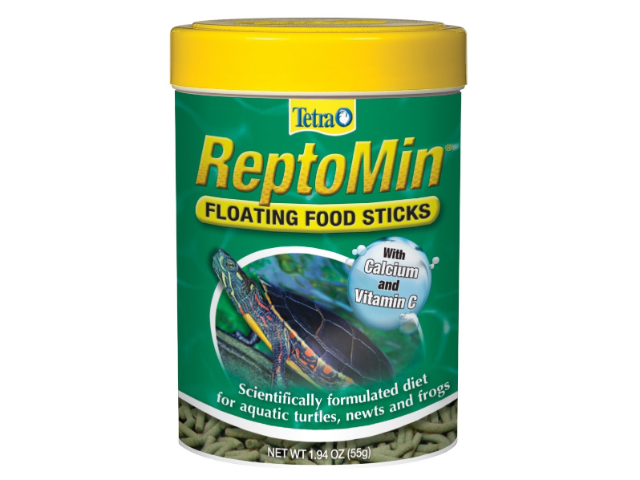 Tetra
ReptoMin™
FLOATING FOOD STICKS
With
Calcium
and
Vitamin C
Scientifically formulated diet
for aquatic turtles, newts and frogs
NET WT 1.94 OZ (55g)